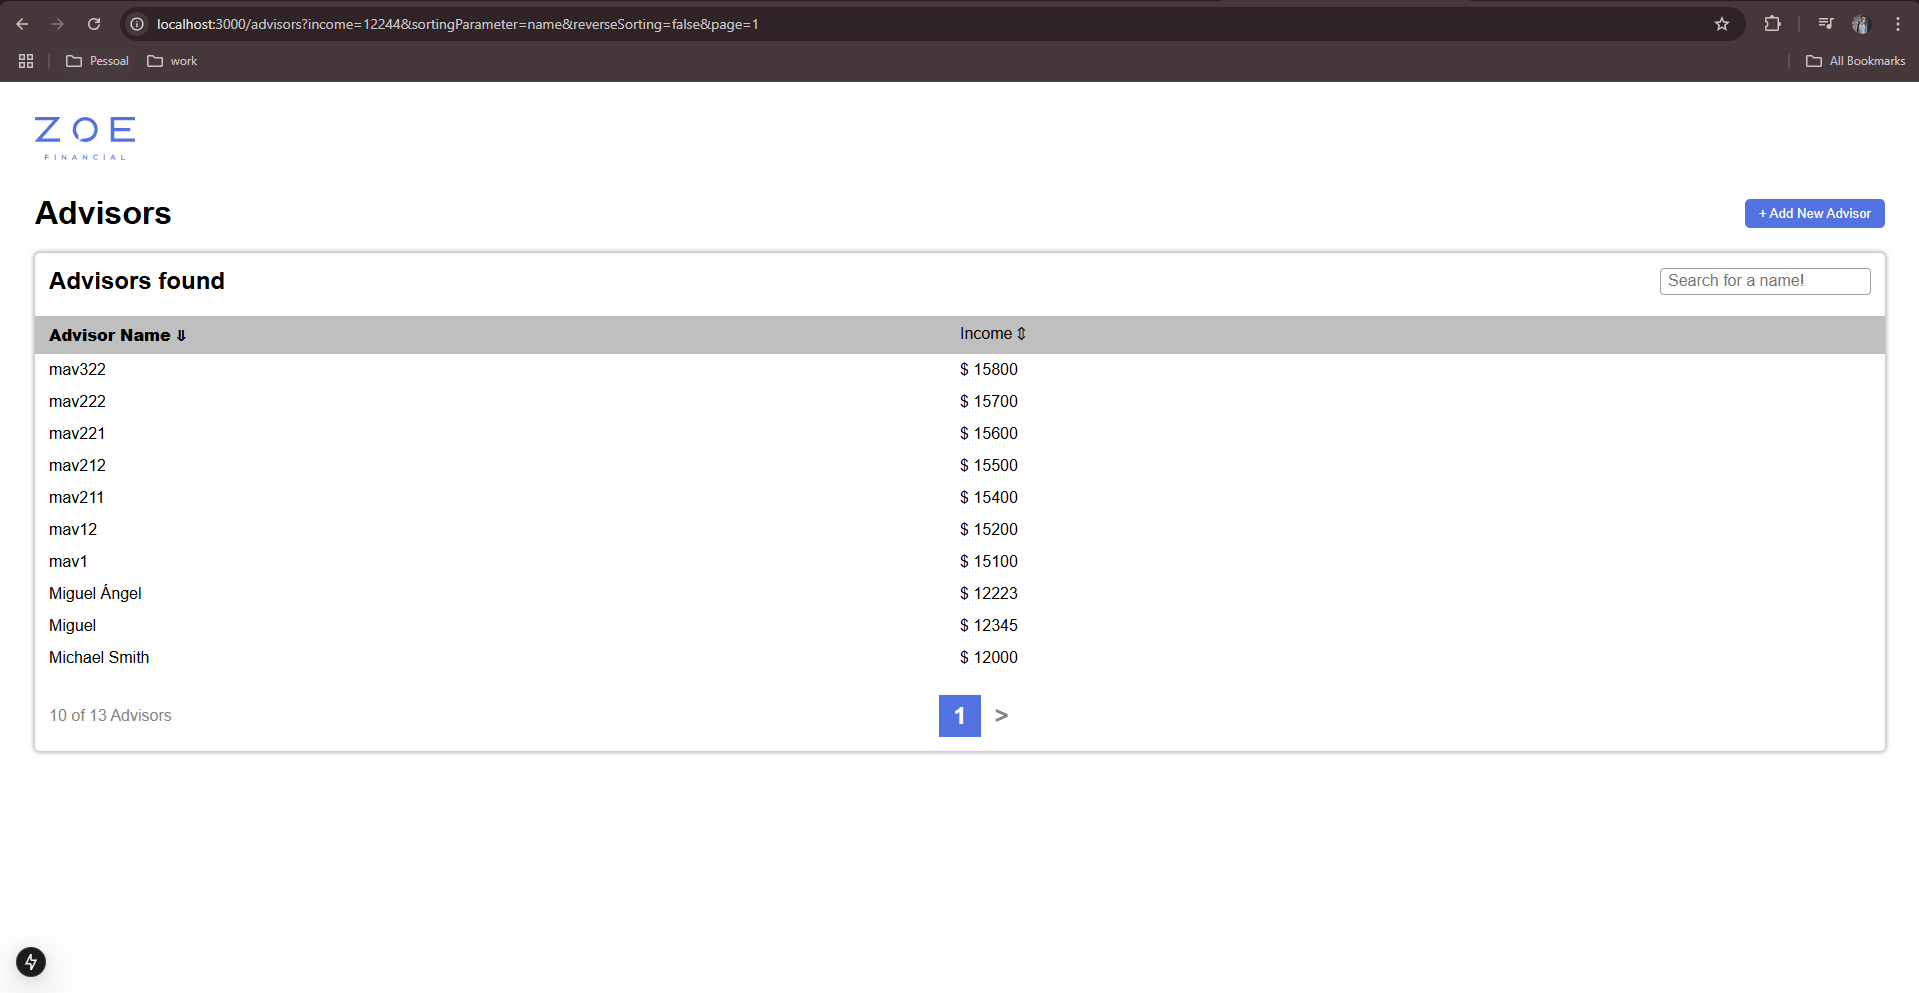 localhost:3000/advisors?income=12244&sortingParameter=name&reverseSorting=false&page=1
Pessoal work All Bookmarks
ZOE
FINANCIAL
Advisors
+ Add New Advisor
Advisors found
Search for a name!
Advisor Name ⇓ Income ⇕
mav322 $ 15800
mav222 $ 15700
mav221 $ 15600
mav212 $ 15500
mav211 $ 15400
mav12 $ 15200
mav1 $ 15100
Miguel Ángel $ 12223
Miguel $ 12345
Michael Smith $ 12000
10 of 13 Advisors 1 >